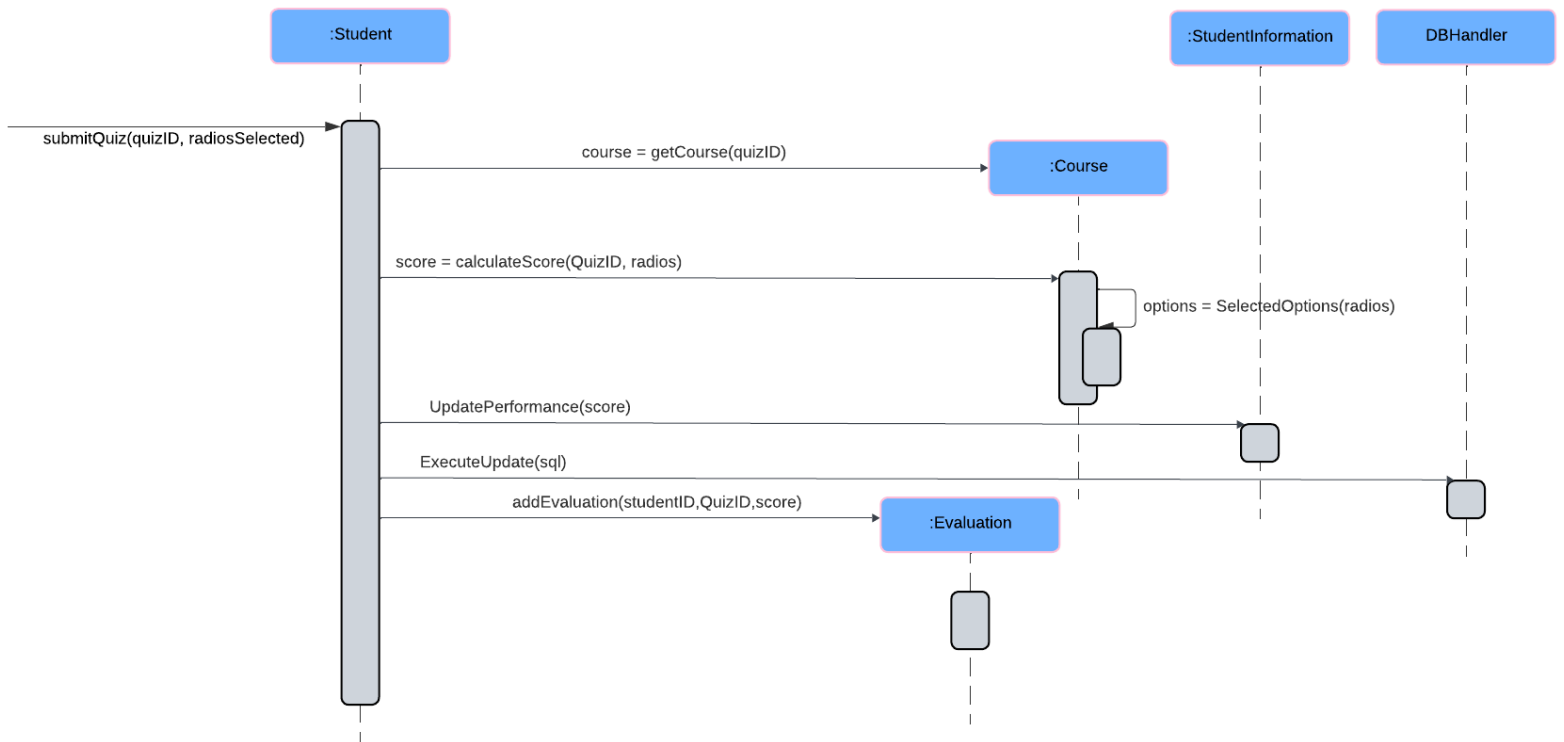 :Student
:StudentInformation
DBHandler
submitQuiz(quizID, radiosSelected)
course = getCourse(quizID)
:Course
score = calculateScore(QuizID, radios)
options = SelectedOptions(radios)
UpdatePerformance(score)
ExecuteUpdate(sql)
addEvaluation(studentID,QuizID,score)
:Evaluation